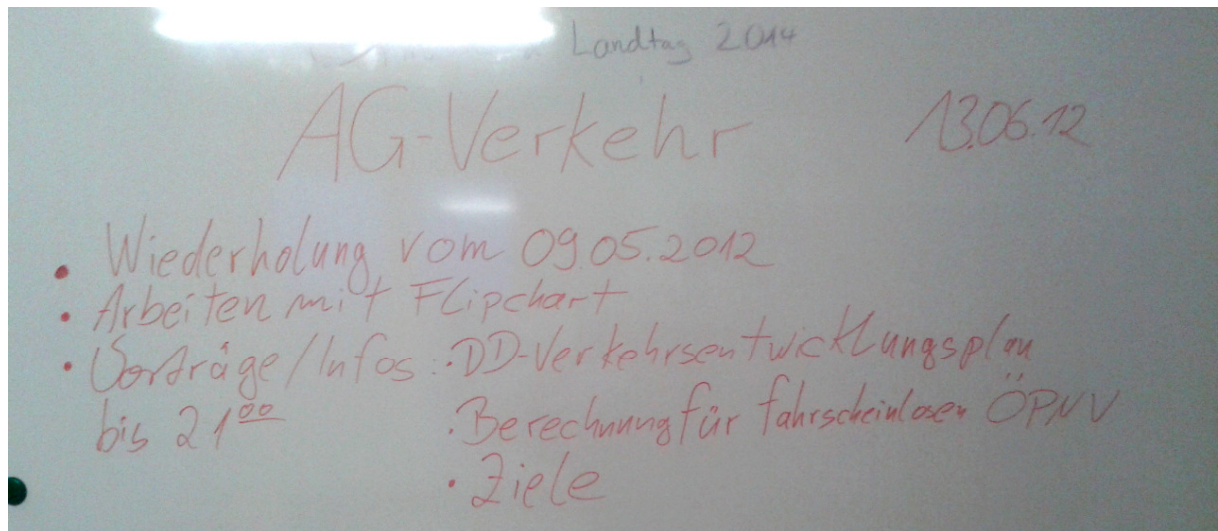 Landtag 2014
AG-Verkehr 13.06.12
• Wiederholung vom 09.05.2012
• Arbeiten mit Flipchart
• Vorträge/Infos: • DD-Verkehrsentwicklungsplan
bis 21⁰⁰ • Berechnung für fahrscheinlosen ÖPNV
• Ziele